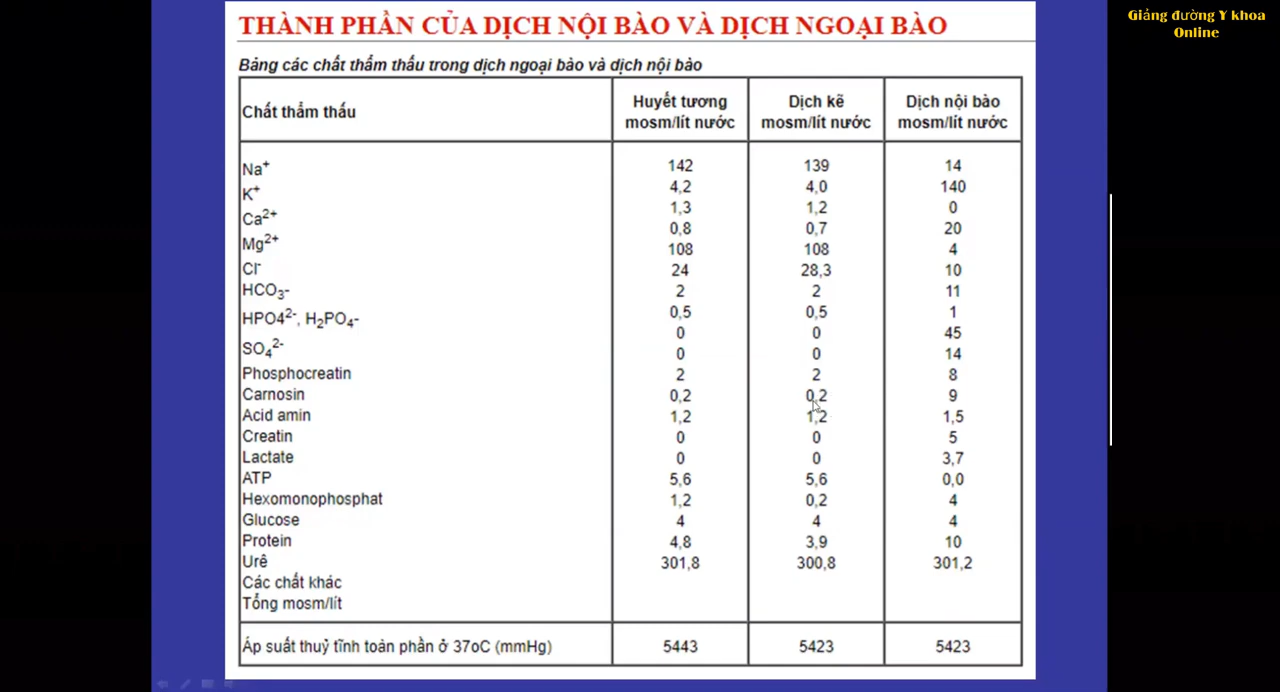 Giảng đường Y khoa
Online
THÀNH PHẦN CỦA DỊCH NỘI BÀO VÀ DỊCH NGOẠI BÀO
Bảng các chất thẩm thấu trong dịch ngoại bào và dịch nội bào
Chất thẩm thấu
Huyết tương
mosm/lít nước
Dịch kẽ
mosm/lít nước
Dịch nội bào
mosm/lít nước
Na⁺
K⁺
Ca²⁺
Mg²⁺
Cl⁻
HCO₃-
HPO4²⁻, H₂PO₄-
SO₄²⁻
Phosphocreatin
Carnosin
Acid amin
Creatin
Lactate
ATP
Hexomonophosphat
Glucose
Protein
Urê
Các chất khác
Tổng mosm/lít
142
4,2
1,3
0,8
108
24
2
0,5
0
0
2
0,2
1,2
0
0
5,6
1,2
4
4,8
301,8
139
4,0
1,2
0,7
108
28,3
2
0,5
0
0
2
0,2
1,2
0
0
5,6
0,2
4
3,9
300,8
14
140
0
20
4
10
11
1
45
14
8
9
1,5
5
3,7
0,0
4
4
10
301,2
Áp suất thuỷ tĩnh toàn phần ở 37oC (mmHg)
5443
5423
5423